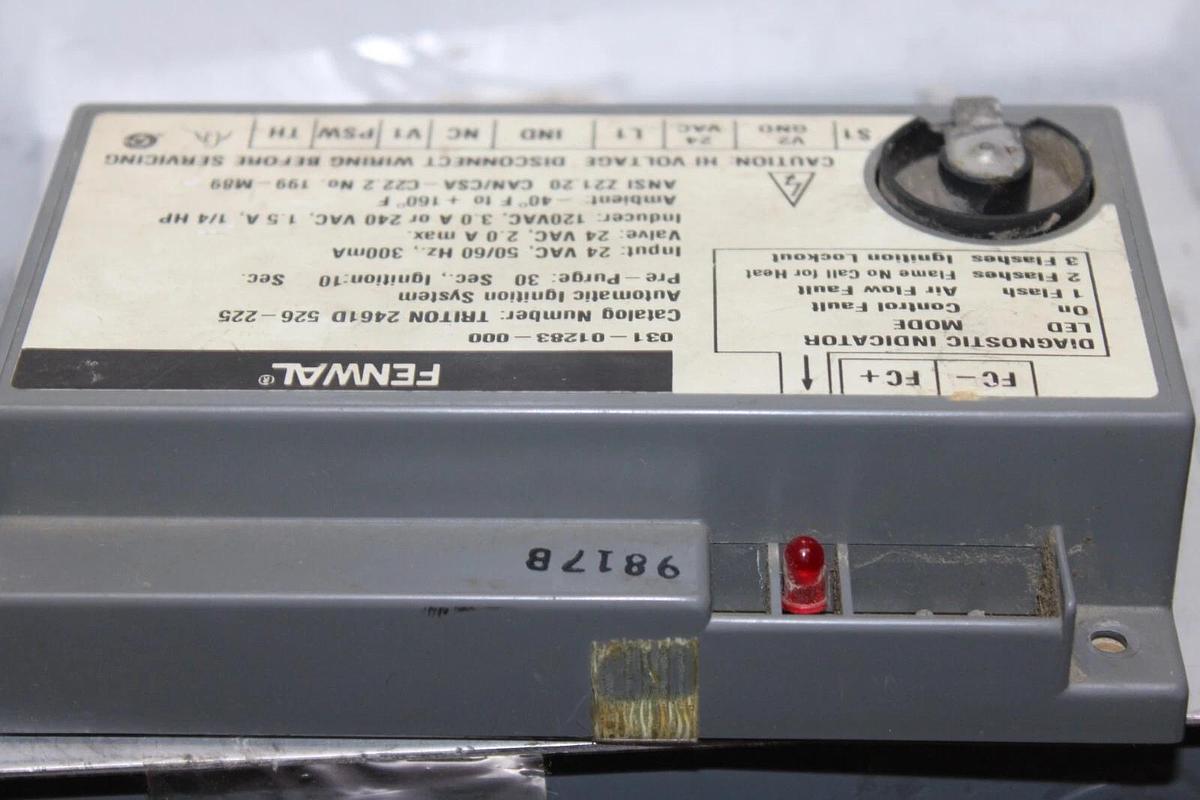 FC – FC +
FENWAL®
DIAGNOSTIC INDICATOR
LED MODE
On Control Fault
1 Flash Air Flow Fault
2 Flashes Flame No Call for Heat
3 Flashes Ignition Lockout
031–01283–000
Catalog Number: TRITON 2461D 526–225
Automatic Ignition System
Pre–Purge: 30 Sec., Ignition:10 Sec.
Input: 24 VAC, 50/60 Hz., 300mA
Valve: 24 VAC, 2.0 A max.
Inducer: 120VAC, 3.0 A or 240 VAC, 1.5 A, 1/4 HP
Ambient: –40°F to + 160°F
ANSI Z21.20 CAN/CSA–C22.2 No. 199–M89
CAUTION: HI VOLTAGE DISCONNECT WIRING BEFORE SERVICING
S1 V2 GND 24 VAC L1 IND NC V1 PSW TH
9817B